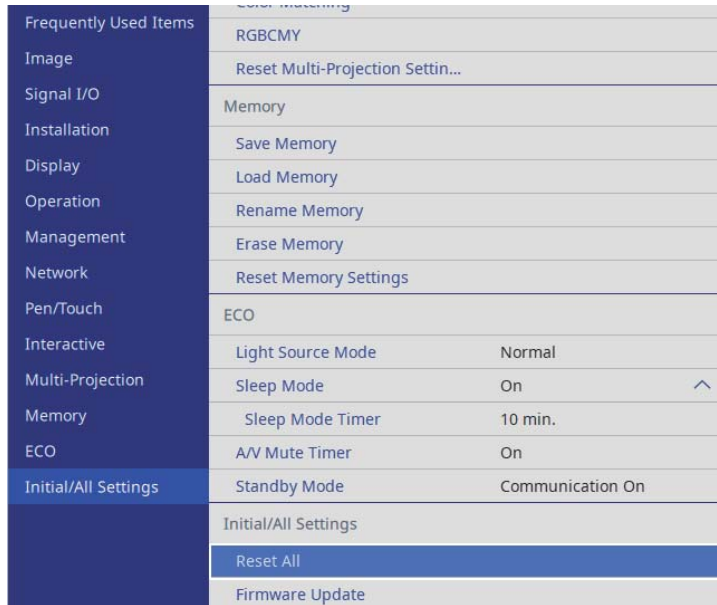 Frequently Used Items
Image
Signal I/O
Installation
Display
Operation
Management
Network
Pen/Touch
Interactive
Multi-Projection
Memory
ECO
Initial/All Settings
Color Matching
RGBCMY
Reset Multi-Projection Settin...
Memory
Save Memory
Load Memory
Rename Memory
Erase Memory
Reset Memory Settings
ECO
Light Source Mode Normal
Sleep Mode On
Sleep Mode Timer 10 min.
A/V Mute Timer On
Standby Mode Communication On
Initial/All Settings
Reset All
Firmware Update